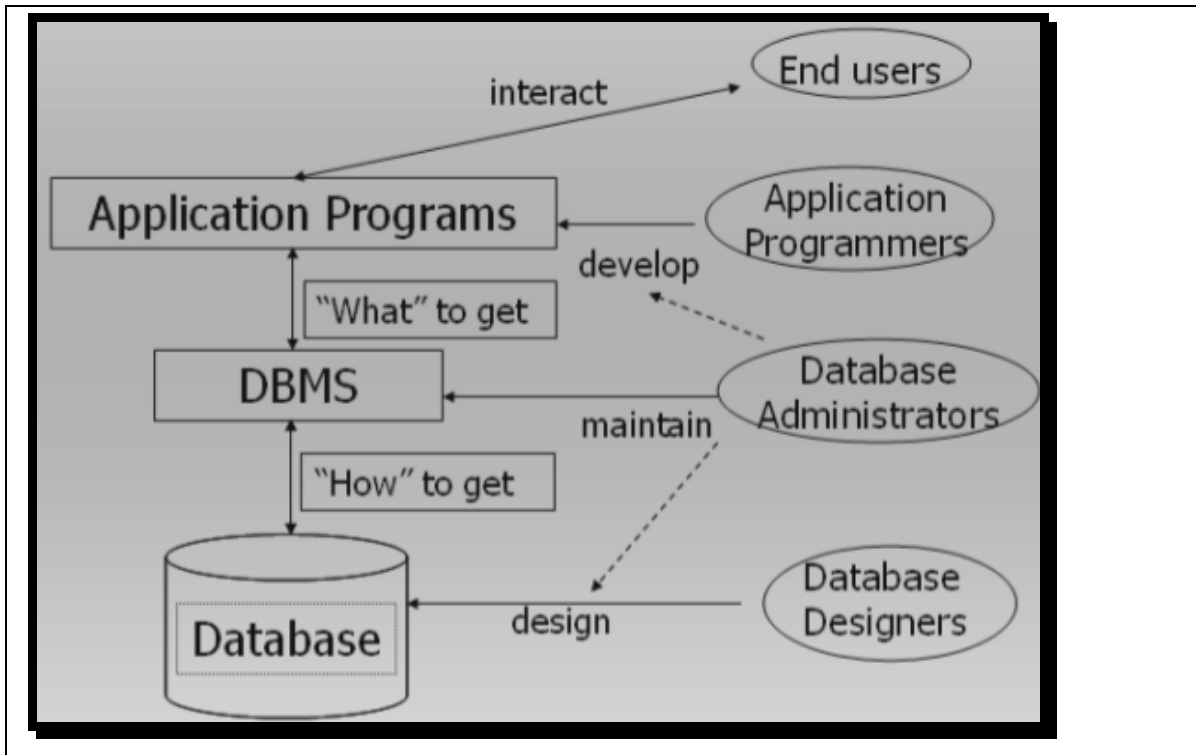 End users
interact
Application Programs
Application
Programmers
develop
“What” to get
DBMS
Database
Administrators
maintain
“How” to get
Database
Designers
design
Database